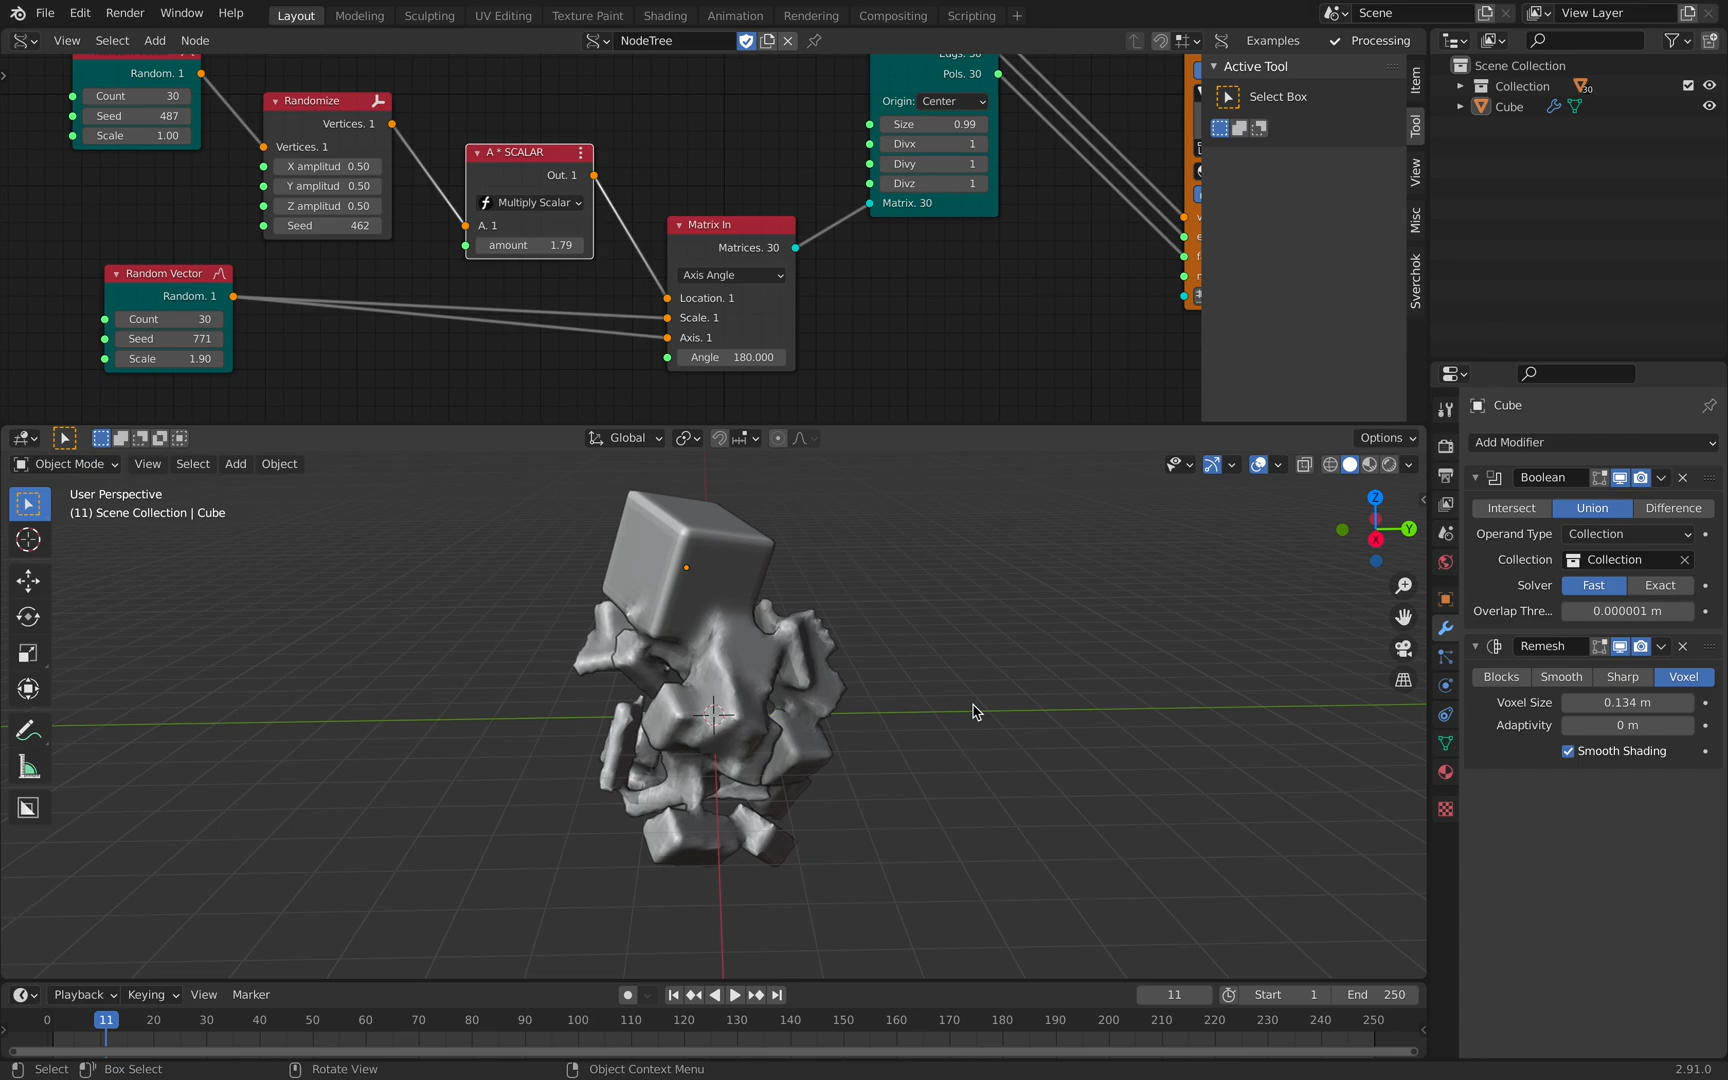 File Edit Render Window Help Layout Modeling Sculpting UV Editing Texture Paint Shading Animation Rendering Compositing Scripting + Scene View Layer
View Select Add Node NodeTree Examples Processing
Random. 1
Count 30
Seed 487
Scale 1.00
Randomize
Vertices. 1
Vertices. 1
X amplitud 0.50
Y amplitud 0.50
Z amplitud 0.50
Seed 462
A * SCALAR
Out. 1
Multiply Scalar
A. 1
amount 1.79
Random Vector
Random. 1
Count 30
Seed 771
Scale 1.90
Matrix In
Matrices. 30
Axis Angle
Location. 1
Scale. 1
Axis. 1
Angle 180.000
Pols. 30
Origin: Center
Size 0.99
Divx 1
Divy 1
Divz 1
Matrix. 30
Active Tool
Select Box
Item
Tool
View
Misc
Sverchok
Scene Collection
Collection 30
Cube
Cube
Add Modifier
Boolean
Intersect Union Difference
Operand Type Collection
Collection Collection
Solver Fast Exact
Overlap Thre... 0.000001 m
Remesh
Blocks Smooth Sharp Voxel
Voxel Size 0.134 m
Adaptivity 0 m
Smooth Shading
Global Options
Object Mode View Select Add Object
User Perspective
(11) Scene Collection | Cube
Z
Y
X
Playback Keying View Marker 11 Start 1 End 250
0 11 20 30 40 50 60 70 80 90 100 110 120 130 140 150 160 170 180 190 200 210 220 230 240 250
Select Box Select Rotate View Object Context Menu 2.91.0